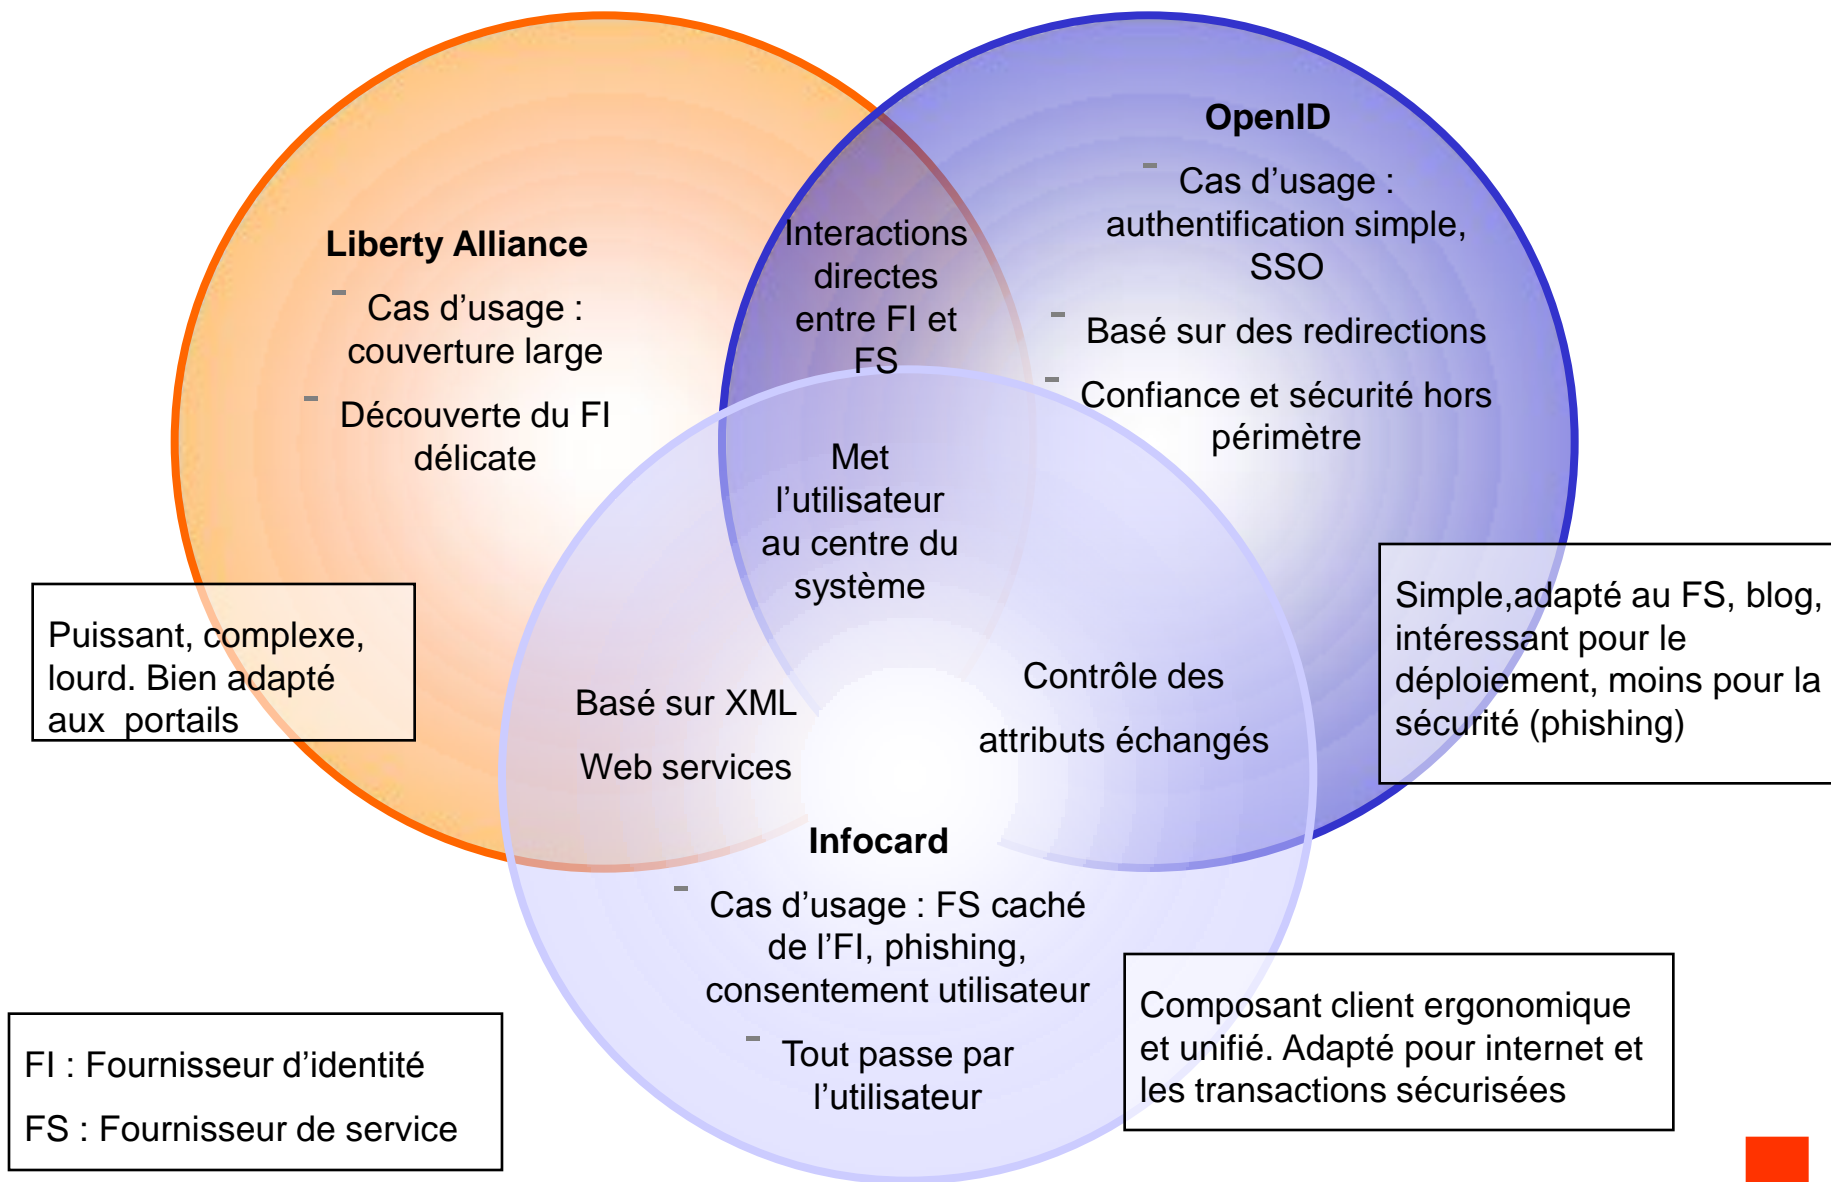 Liberty Alliance
Cas d’usage :
couverture large
Découverte du FI
délicate
Interactions
directes
entre FI et
FS
OpenID
Cas d’usage :
authentification simple,
SSO
Basé sur des redirections
Confiance et sécurité hors
périmètre
Met
l’utilisateur
au centre du
système
Puissant, complexe,
lourd. Bien adapté
aux  portails
Simple,adapté au FS, blog,
intéressant pour le
déploiement, moins pour la
sécurité (phishing)
Basé sur XML
Web services
Contrôle des
attributs échangés
Infocard
Cas d’usage : FS caché
de l’FI, phishing,
consentement utilisateur
Tout passe par
l’utilisateur
Composant client ergonomique
et unifié. Adapté pour internet et
les transactions sécurisées
FI : Fournisseur d’identité
FS : Fournisseur de service